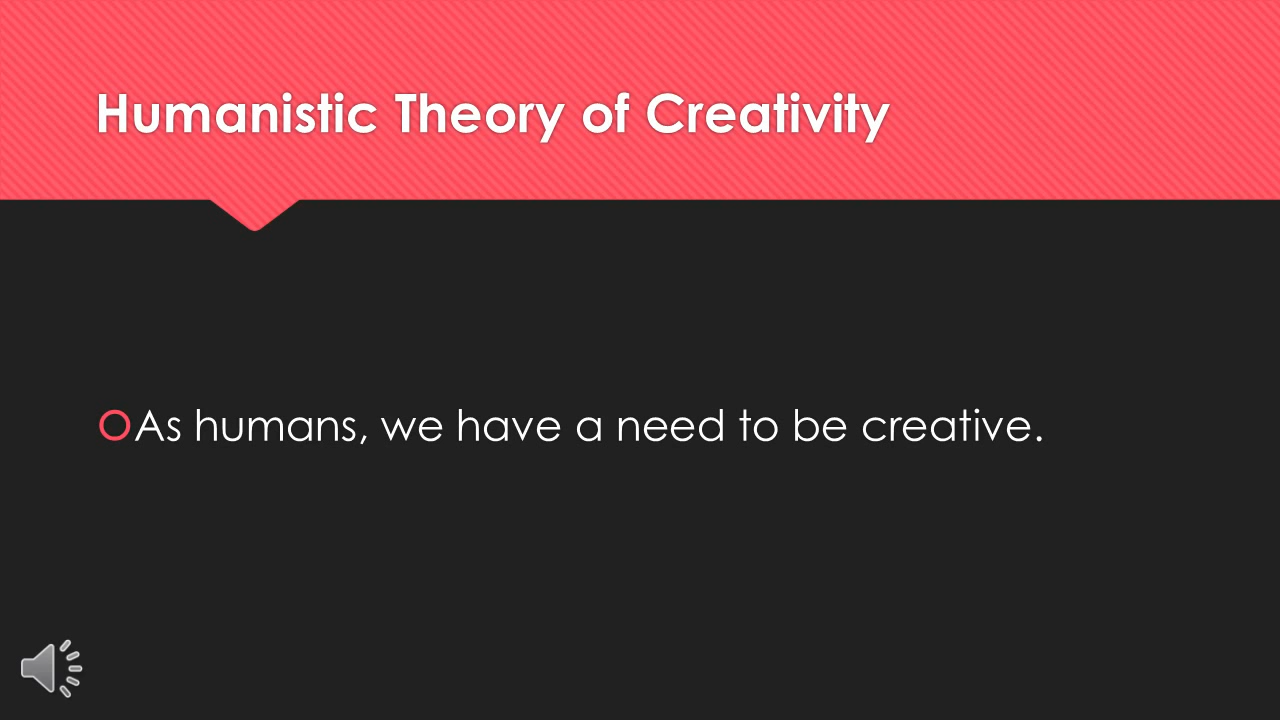 Humanistic Theory of Creativity
As humans, we have a need to be creative.